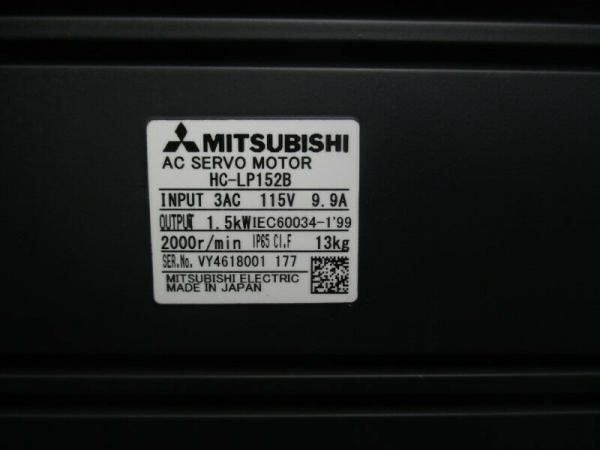 MITSUBISHI
AC SERVO MOTOR
HC-LP152B
INPUT 3AC 115V 9.9A
OUTPUT 1.5kW IEC60034-1'99
2000r/min IP65 Cl.F 13kg
SER.No. VY4618001 177
MITSUBISHI ELECTRIC
MADE IN JAPAN